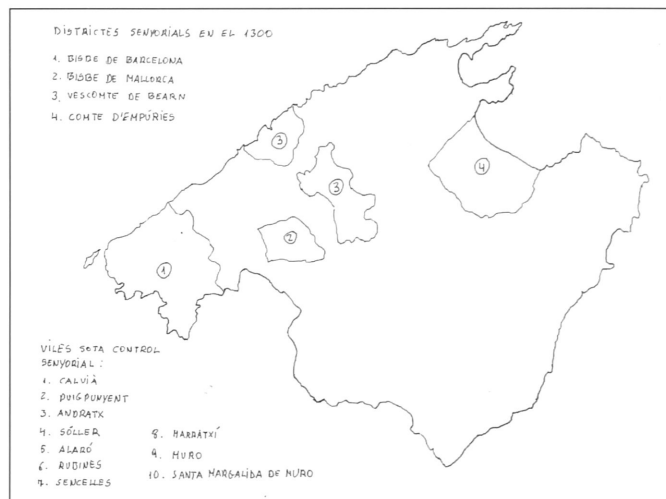 DISTRICTES SENYORIALS EN EL 1300
1. BISBE DE BARCELONA
2. BISBE DE MALLORCA
3. VESCOMTE DE BEARN
4. COMTE D'EMPÚRIES
3
3
4
2
1
VILES SOTA CONTROL
SENYORIAL :
1. CALVIÀ
2. PUIGPUNYENT
3. ANDRATX
4. SÓLLER
5. ALARÓ
6. RUBINES
7. SENCELLES
8. MARRATXÍ
9. MURO
10. SANTA MARGALIDA DE MURO